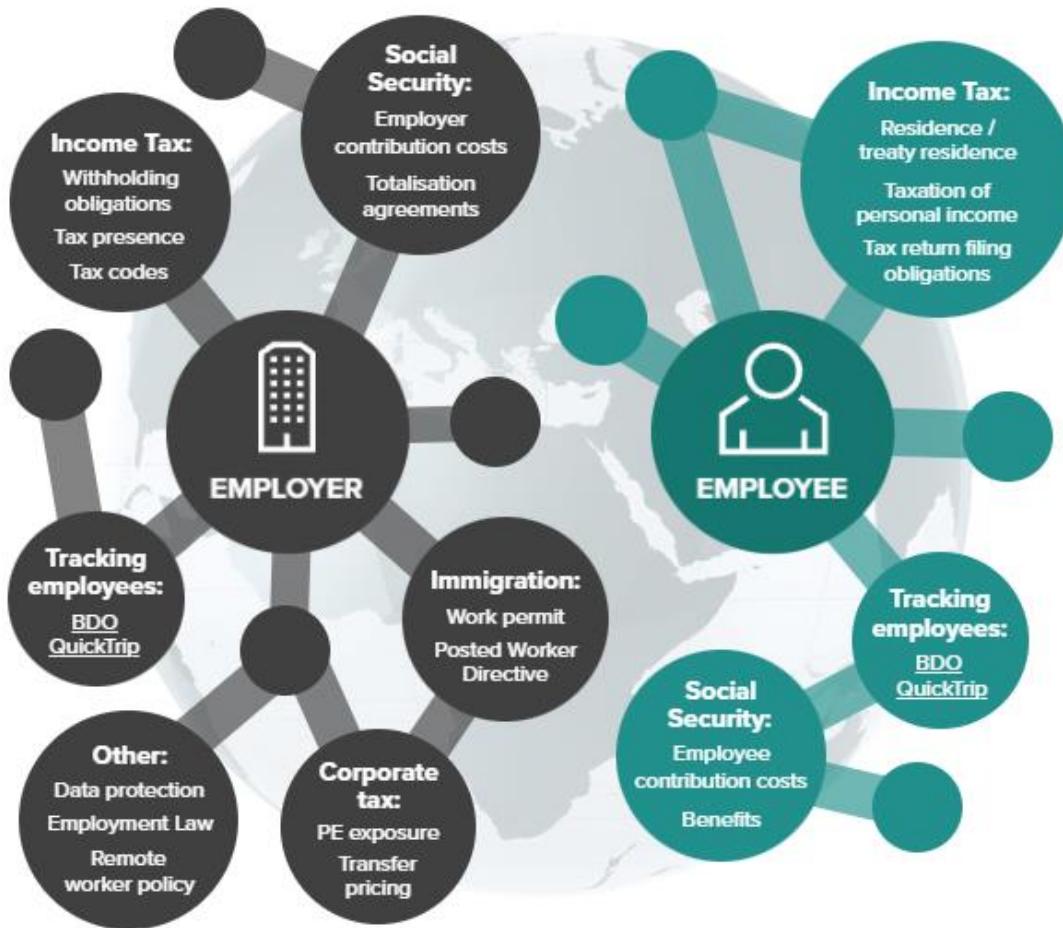 Social
Security:
Employer
contribution costs
Totalisation
agreements
Income Tax:
Withholding
obligations
Tax presence
Tax codes
EMPLOYER
Tracking
employees:
BDO
QuickTrip
Immigration:
Work permit
Posted Worker
Directive
Other:
Data protection
Employment Law
Remote
worker policy
Corporate
tax:
PE exposure
Transfer
pricing
Income Tax:
Residence /
treaty residence
Taxation of
personal income
Tax return filing
obligations
EMPLOYEE
Tracking
employees:
BDO
QuickTrip
Social
Security:
Employee
contribution costs
Benefits